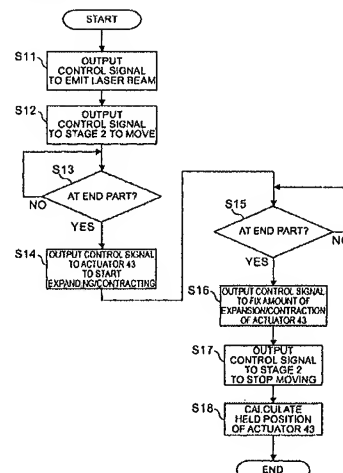 START
S11
OUTPUT
CONTROL SIGNAL
TO EMIT LASER BEAM
S12
OUTPUT
CONTROL SIGNAL
TO STAGE 2 TO MOVE
S13
AT END PART?
NO
YES
S14
OUTPUT CONTROL SIGNAL
TO ACTUATOR 43
TO START
EXPANDING/CONTRACTING
S15
AT END PART?
NO
YES
S16
OUTPUT CONTROL SIGNAL
TO FIX AMOUNT OF
EXPANSION/CONTRACTION
OF ACTUATOR 43
S17
OUTPUT
CONTROL SIGNAL
TO STAGE 2
TO STOP MOVING
S18
CALCULATE
HELD POSITION
OF ACTUATOR 43
END